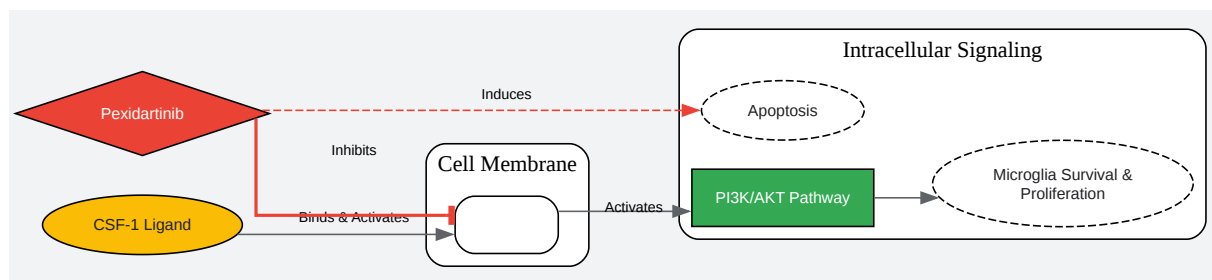 Intracellular Signaling
Induces
Pexidartinib
Apoptosis
Inhibits
Cell Membrane
Microglia Survival &
Proliferation
PI3K/AKT Pathway
Activates
Binds & Activates
CSF-1 Ligand